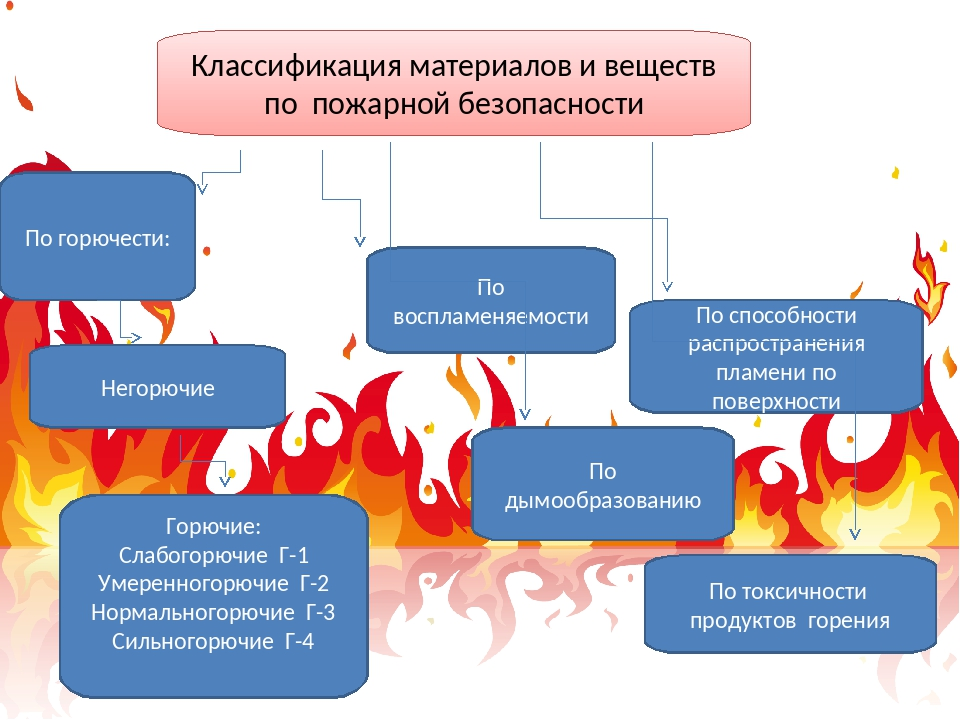 Классификация материалов и веществ
по пожарной безопасности
По горючести:
По
воспламеняемости
По способности
распространения
пламени по
поверхности
Негорючие
По
дымообразованию
Горючие:
Слабогорючие Г-1
Умеренногорючие Г-2
Нормальногорючие Г-3
Сильногорючие Г-4
По токсичности
продуктов горения